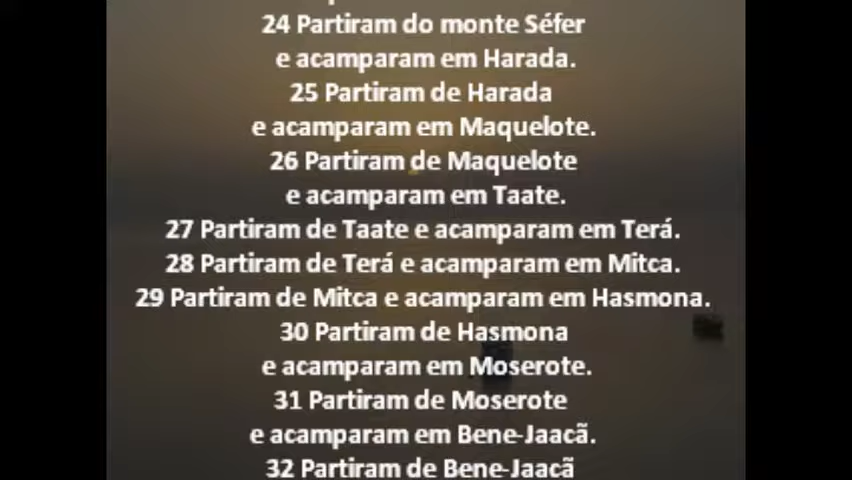 24 Partiram do monte Séfer
e acamparam em Harada.
25 Partiram de Harada
e acamparam em Maquelote.
26 Partiram de Maquelote
e acamparam em Taate.
27 Partiram de Taate e acamparam em Terá.
28 Partiram de Terá e acamparam em Mitca.
29 Partiram de Mitca e acamparam em Hasmona.
30 Partiram de Hasmona
e acamparam em Moserote.
31 Partiram de Moserote
e acamparam em Bene-Jaacã.
32 Partiram de Bene-Jaacã